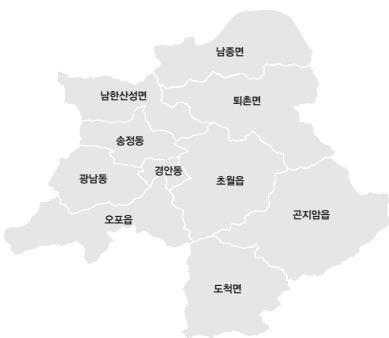 남종면
남한산성면
퇴촌면
송정동
경안동
광남동
초월읍
오포읍
곤지암읍
도척면